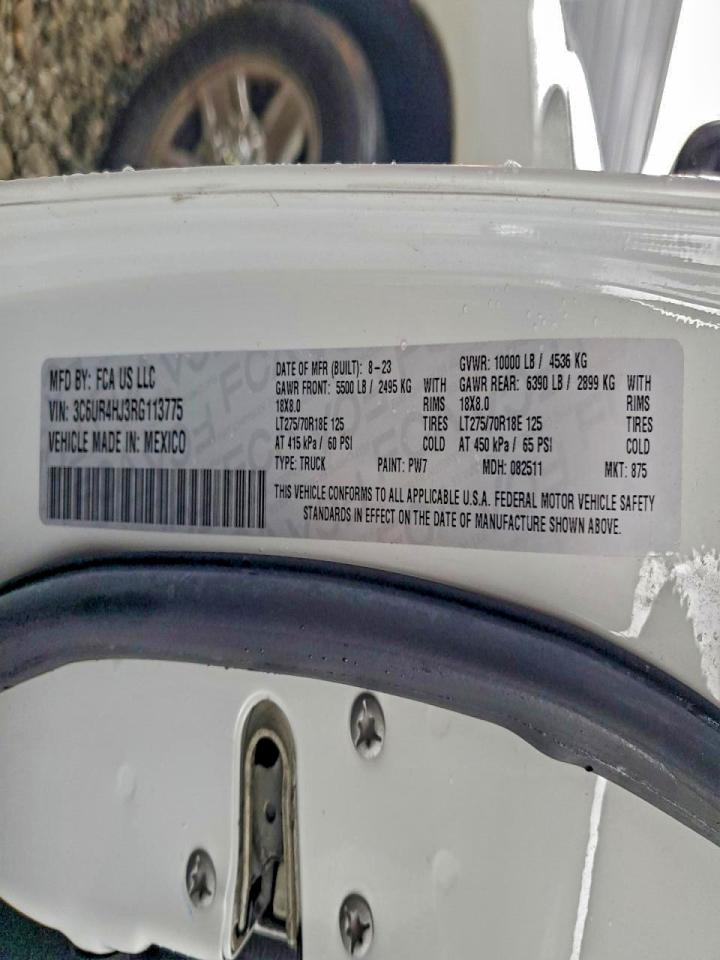 MFD BY: FCA US LLC
VIN: 3C6UR4HJ3RG113775
VEHICLE MADE IN: MEXICO
DATE OF MFR (BUILT): 8-23 GVWR: 10000 LB / 4536 KG
GAWR FRONT: 5500 LB / 2495 KG WITH GAWR REAR: 6390 LB / 2899 KG WITH
18X8.0 RIMS 18X8.0 RIMS
LT275/70R18E 125 TIRES LT275/70R18E 125 TIRES
AT 415 kPa / 60 PSI COLD AT 450 kPa / 65 PSI COLD
TYPE: TRUCK PAINT: PW7 MDH: 082511 MKT: 875
THIS VEHICLE CONFORMS TO ALL APPLICABLE U.S.A. FEDERAL MOTOR VEHICLE SAFETY
STANDARDS IN EFFECT ON THE DATE OF MANUFACTURE SHOWN ABOVE.